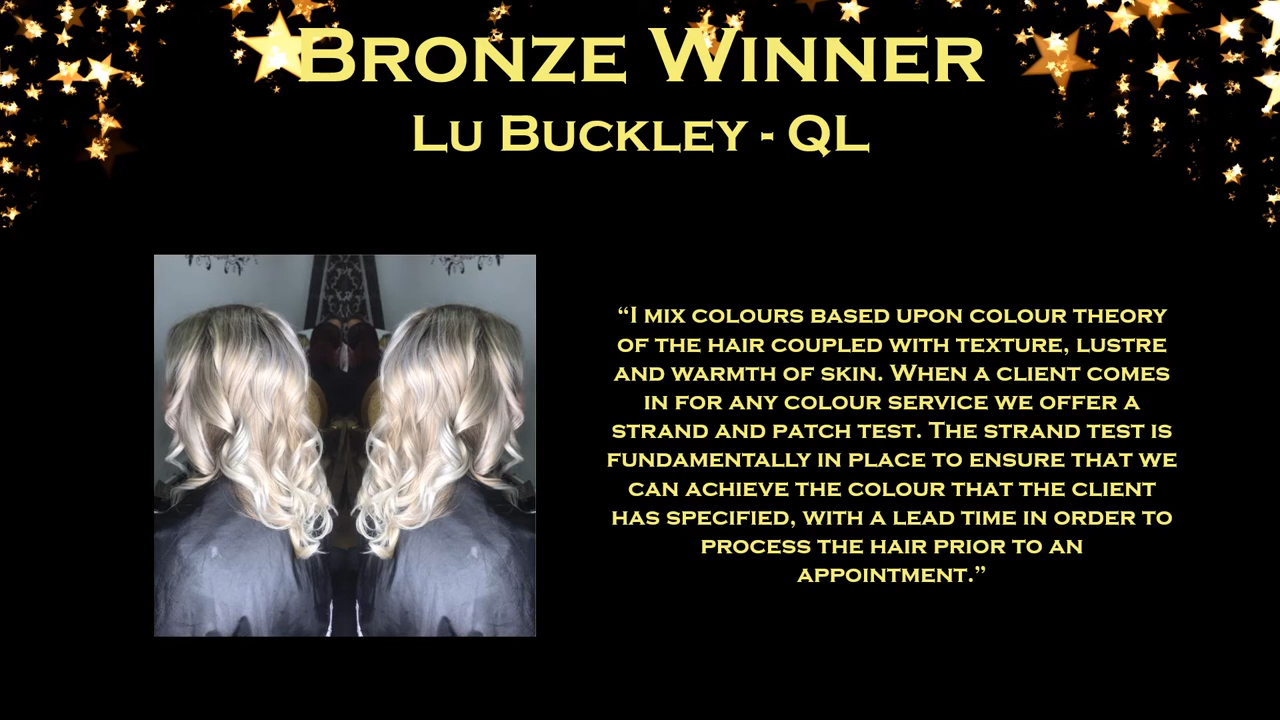 Bronze Winner
Lu Buckley - QL
“I mix colours based upon colour theory
of the hair coupled with texture, lustre
and warmth of skin. When a client comes
in for any colour service we offer a
strand and patch test. The strand test is
fundamentally in place to ensure that we
can achieve the colour that the client
has specified, with a lead time in order to
process the hair prior to an
appointment.”